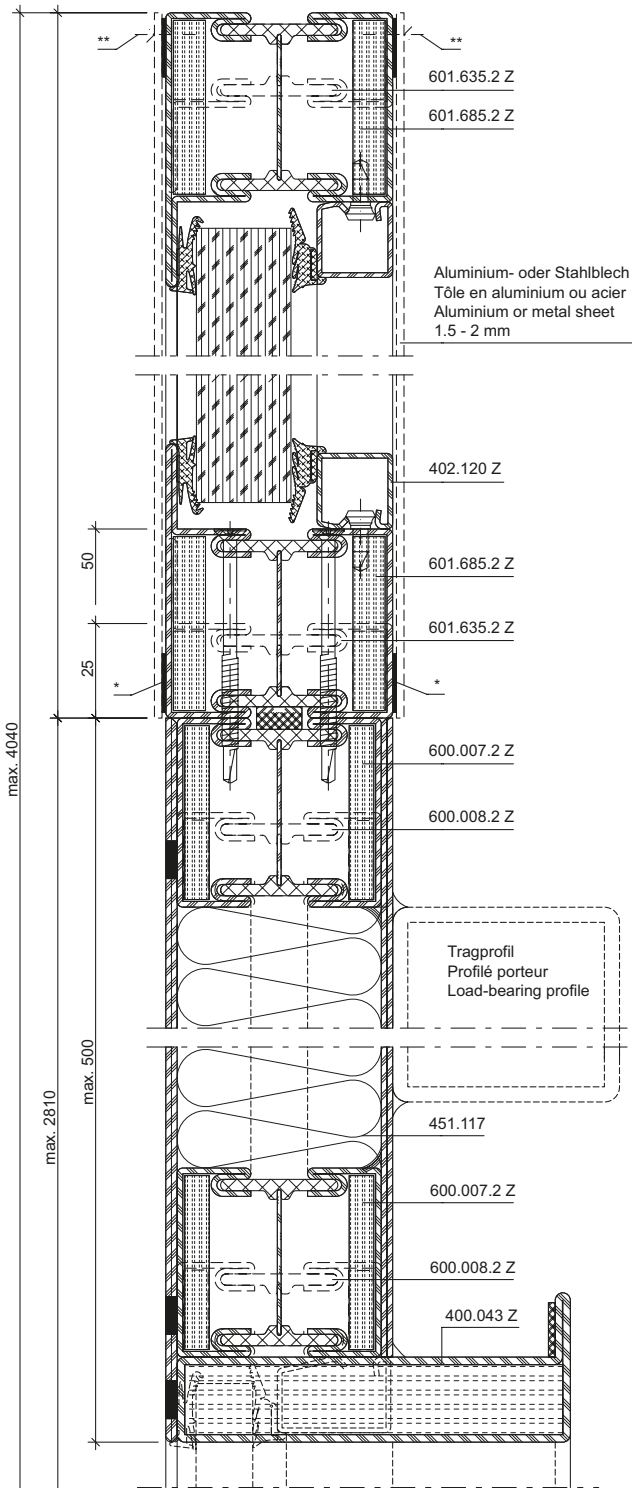 **
**
601.635.2 Z
601.685.2 Z
Aluminium- oder Stahlblech
Tôle en aluminium ou acier
Aluminium or metal sheet
1.5 - 2 mm
402.120 Z
50
601.685.2 Z
601.635.2 Z
25
*
*
max. 4040
600.007.2 Z
600.008.2 Z
Tragprofil
Profilé porteur
Load-bearing profile
max. 500
max. 2810
451.117
600.007.2 Z
600.008.2 Z
400.043 Z